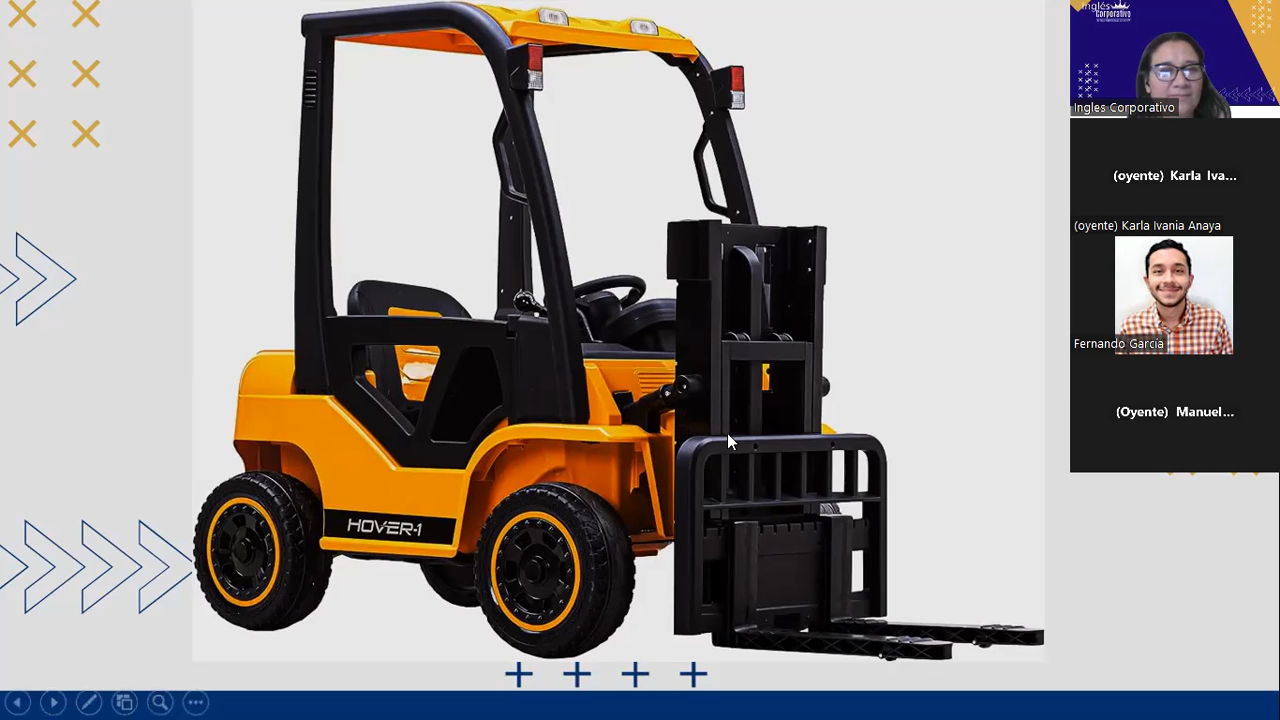 HOVER-1
Inglés
Corporativo
Ingles Corporativo
(oyente) Karla Iva...
(oyente) Karla Ivania Anaya
Fernando García
(Oyente) Manuel...